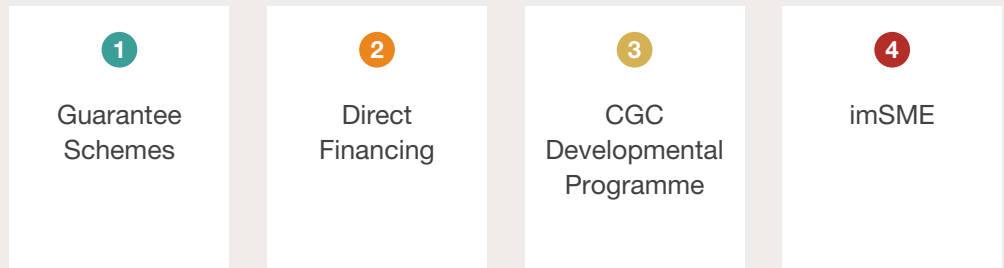 1
Guarantee
Schemes
2
Direct
Financing
3
CGC
Developmental
Programme
4
imSME